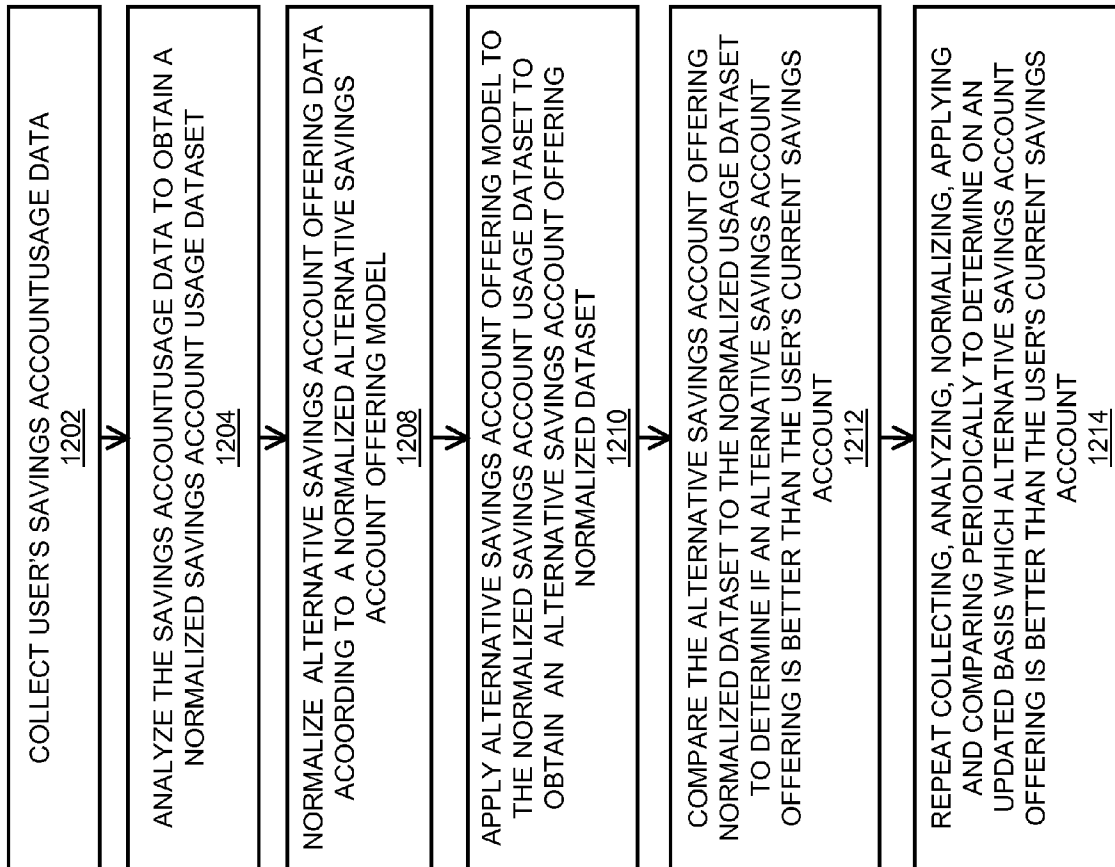 COLLECT USER'S SAVINGS ACCOUNTUSAGE DATA
1202
ANALYZE THE SAVINGS ACCOUNTUSAGE DATA TO OBTAIN A
NORMALIZED SAVINGS ACCOUNT USAGE DATASET
1204
NORMALIZE ALTERNATIVE SAVINGS ACCOUNT OFFERING DATA
ACCORDING TO A NORMALIZED ALTERNATIVE SAVINGS
ACCOUNT OFFERING MODEL
1208
APPLY ALTERNATIVE SAVINGS ACCOUNT OFFERING MODEL TO
THE NORMALIZED SAVINGS ACCOUNT USAGE DATASET TO
OBTAIN AN ALTERNATIVE SAVINGS ACCOUNT OFFERING
NORMALIZED DATASET
1210
COMPARE THE ALTERNATIVE SAVINGS ACCOUNT OFFERING
NORMALIZED DATASET TO THE NORMALIZED USAGE DATASET
TO DETERMINE IF AN ALTERNATIVE SAVINGS ACCOUNT
OFFERING IS BETTER THAN THE USER'S CURRENT SAVINGS
ACCOUNT
1212
REPEAT COLLECTING, ANALYZING, NORMALIZING, APPLYING
AND COMPARING PERIODICALLY TO DETERMINE ON AN
UPDATED BASIS WHICH ALTERNATIVE SAVINGS ACCOUNT
OFFERING IS BETTER THAN THE USER'S CURRENT SAVINGS
ACCOUNT
1214